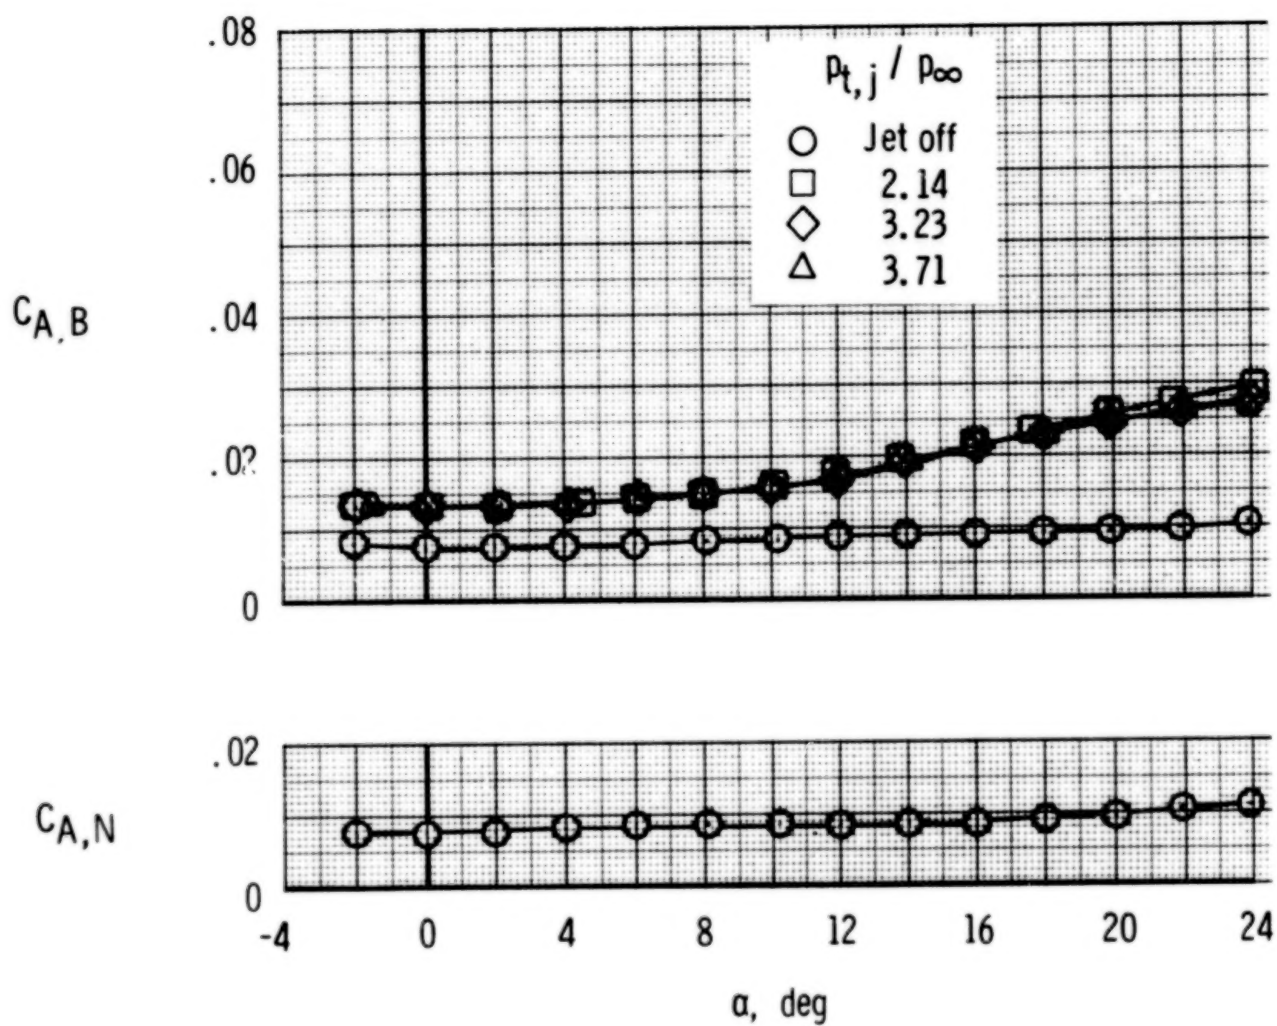 .08
.06
.04
.02
0
C_A,B
p_t,j / p_∞
Jet off
2.14
3.23
3.71
.02
0
C_A,N
-4 0 4 8 12 16 20 24
α, deg